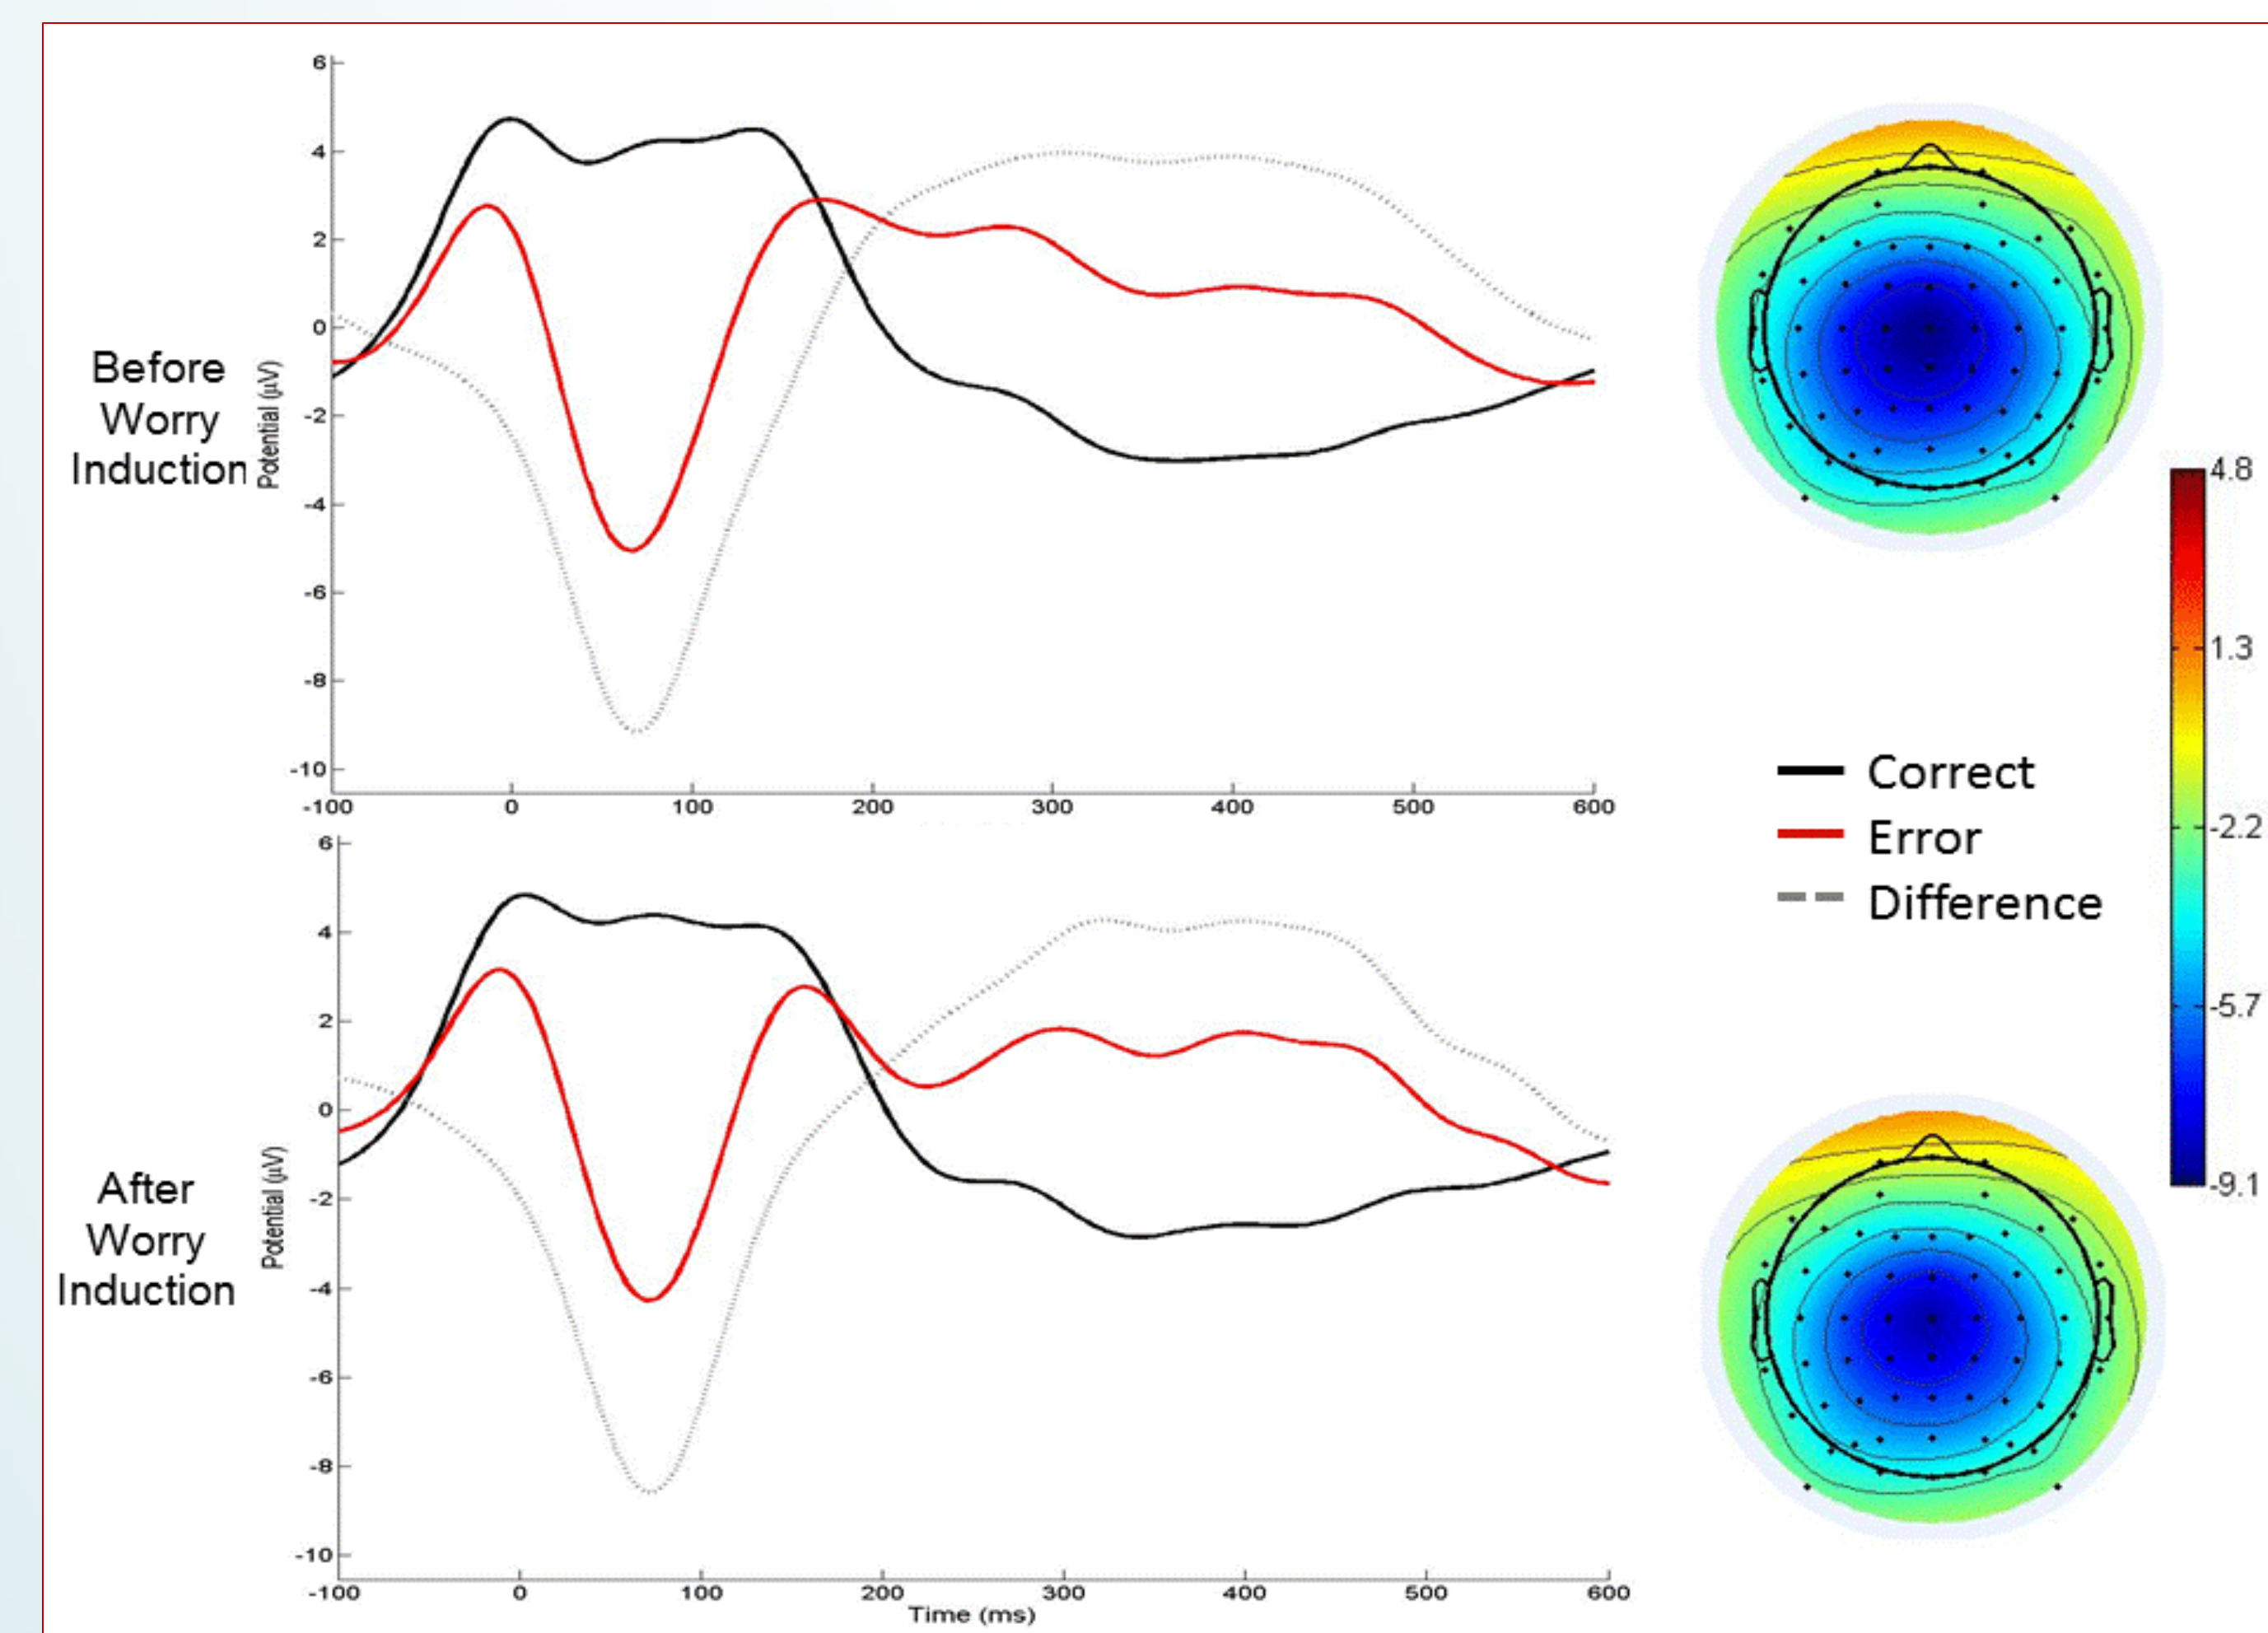 6
4
2
0
-2
-4
-6
-8
-10
Potential (µV)
Before
Worry
Induction
-100 0 100 200 300 400 500 600
4.8
1.3
-2.2
-5.7
-9.1
Correct
Error
Difference
6
4
2
0
-2
-4
-6
-8
-10
Potential (µV)
After
Worry
Induction
-100 0 100 200 300 400 500 600
Time (ms)